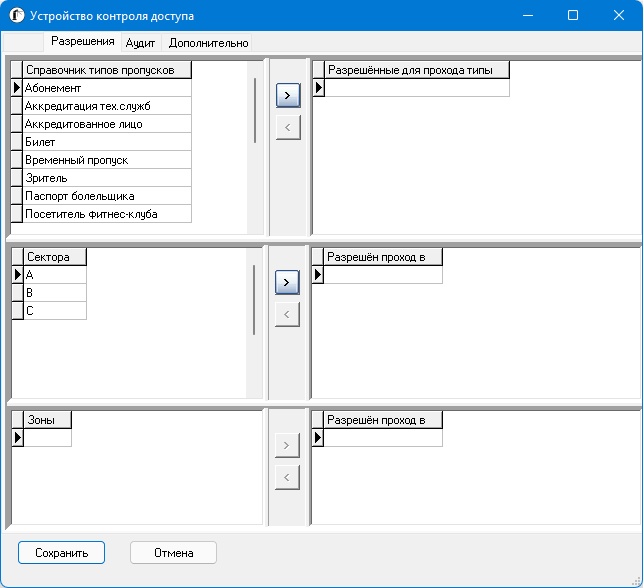 Устройство контроля доступа
Разрешения Аудит Дополнительно
Справочник типов пропусков
Абонемент
Аккредитация тех.служб
Аккредитованное лицо
Билет
Временный пропуск
Зритель
Паспорт болельщика
Посетитель фитнес-клуба
>
<
Разрешённые для прохода типы
Сектора
A
B
C
>
<
Разрешён проход в
Зоны
>
<
Разрешён проход в
Сохранить Отмена